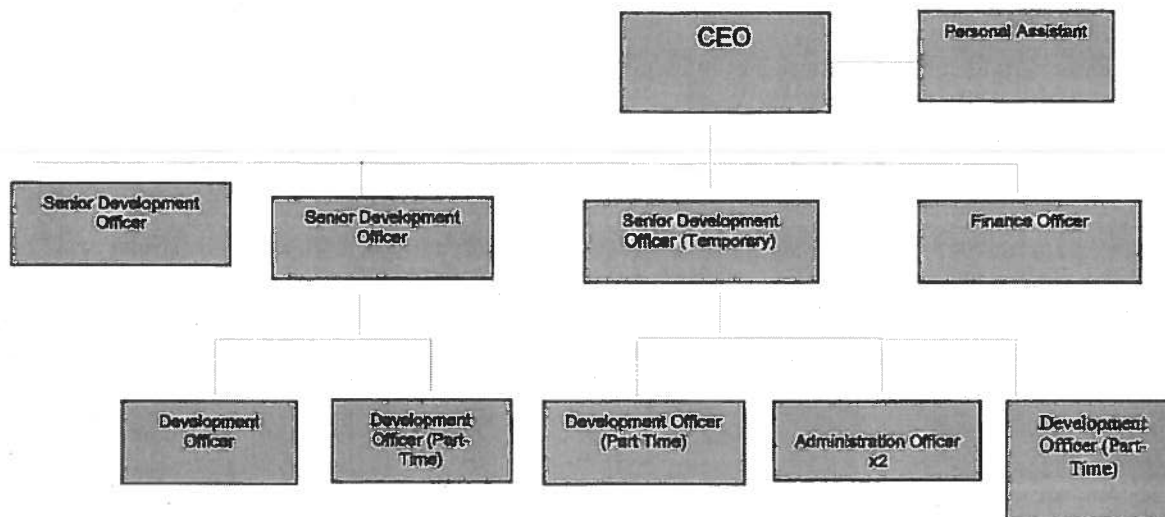 CEO
Personal Assistant
Senior Development
Officer
Senior Development
Officer
Senior Development
Officer (Temporary)
Finance Officer
Development
Officer
Development
Officer (Part-
Time)
Development Officer
(Part Time)
Administration Officer
x2
Development
Officer (Part-
Time)